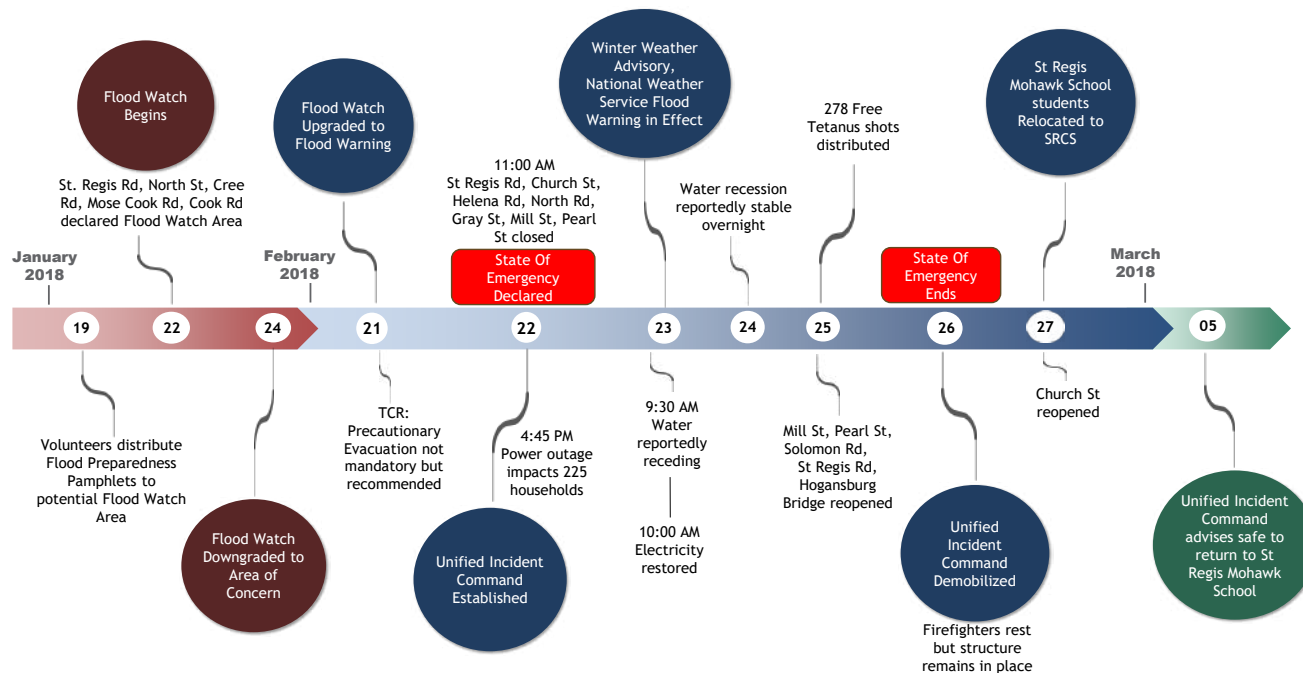 Flood Watch
Begins
St. Regis Rd, North St, Cree
Rd, Mose Cook Rd, Cook Rd
declared Flood Watch Area
Flood Watch
Upgraded to
Flood Warning
11:00 AM
St Regis Rd, Church St,
Helena Rd, North Rd,
Gray St, Mill St, Pearl
St closed
State Of
Emergency
Declared
Winter Weather
Advisory,
National Weather
Service Flood
Warning in Effect
Water recession
reportedly stable
overnight
278 Free
Tetanus shots
distributed
State Of
Emergency
Ends
St Regis
Mohawk School
students
Relocated to
SRCS
January
2018
February
2018
March
2018
19
22
24
21
22
23
24
25
26
27
05
Volunteers distribute
Flood Preparedness
Pamphlets to
potential Flood Watch
Area
Flood Watch
Downgraded to
Area of
Concern
TCR:
Precautionary
Evacuation not
mandatory but
recommended
4:45 PM
Power outage
impacts 225
households
Unified Incident
Command
Established
9:30 AM
Water
reportedly
receding
10:00 AM
Electricity
restored
Mill St, Pearl St,
Solomon Rd,
St Regis Rd,
Hogansburg
Bridge reopened
Unified
Incident
Command
Demobilized
Firefighters rest
but structure
remains in place
Church St
reopened
Unified Incident
Command
advises safe to
return to St
Regis Mohawk
School